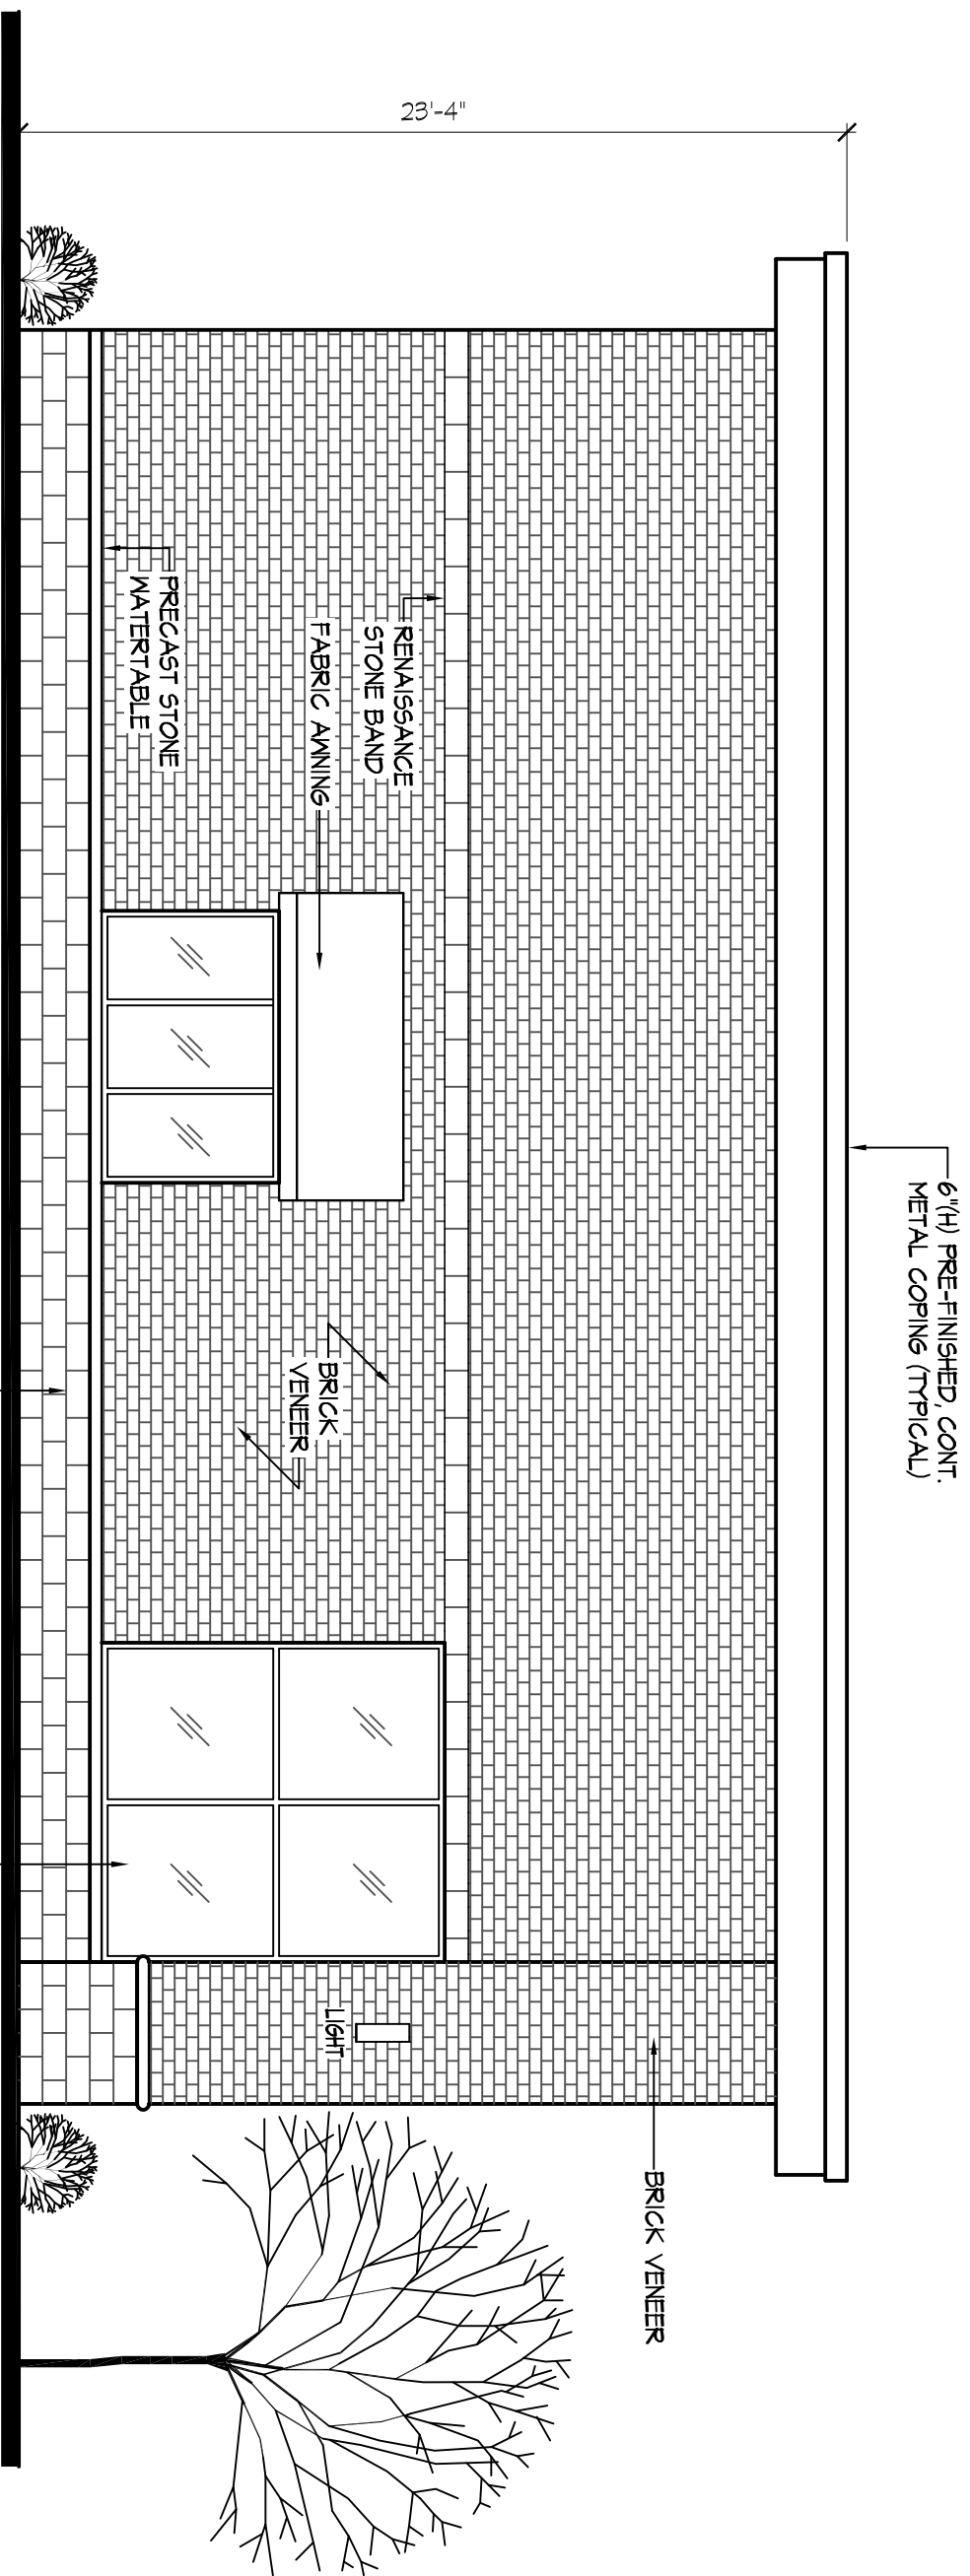 6"(H) PRE-FINISHED, CONT.
METAL COPING (TYPICAL)
23'-4"
BRICK VENEER
RENAISSANCE
STONE BAND
FABRIC AWNING
BRICK
VENEER
LIGHT
PRECAST STONE
WATERTABLE